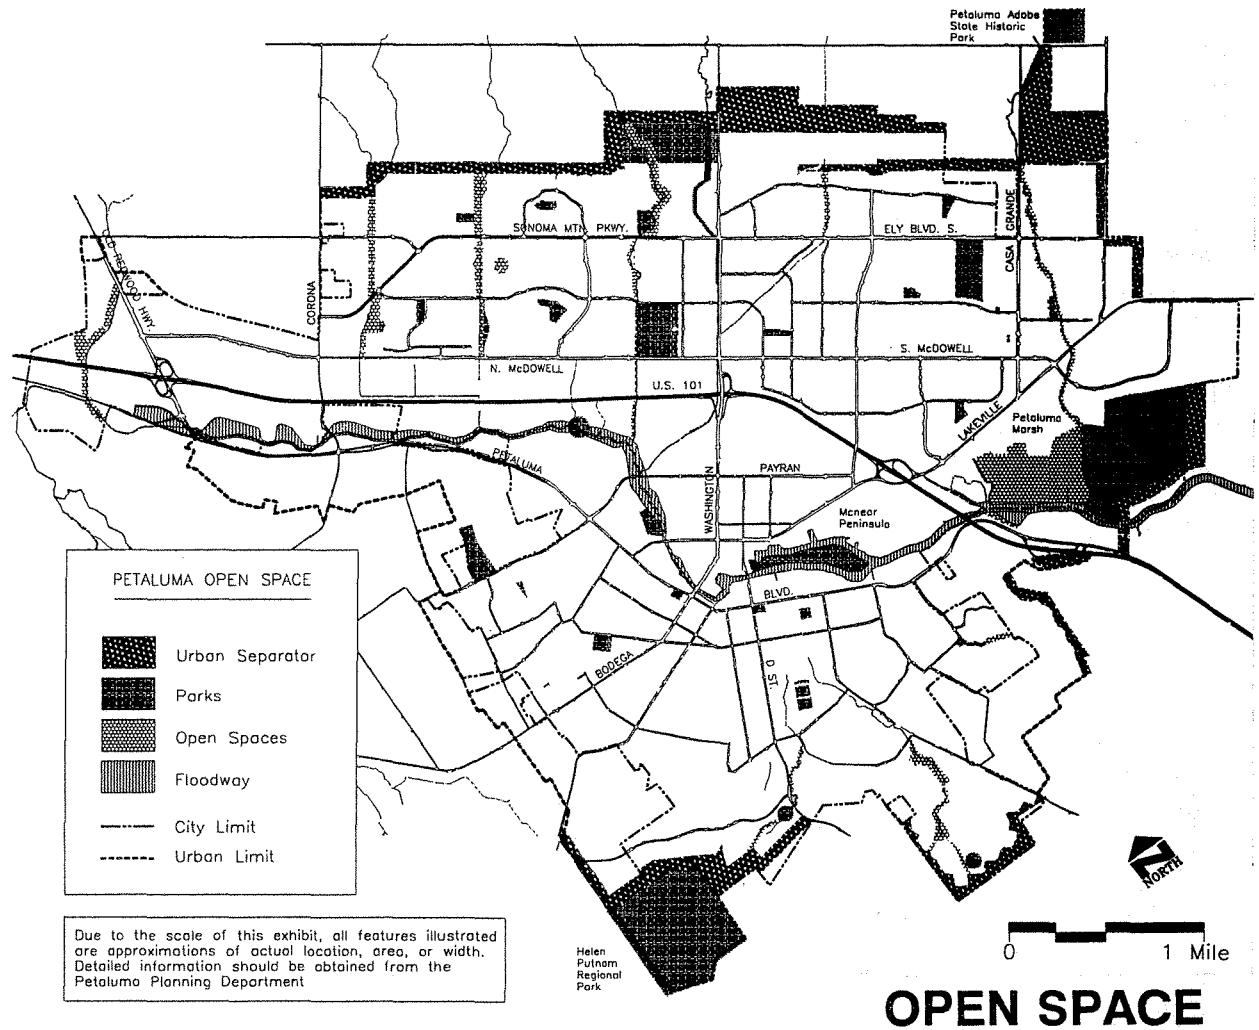 Petaluma Adobe
State Historic
Park
OLD REDWOOD HWY.
CORONA
SONOMA MTN. PKWY.
ELY BLVD. S.
CASA GRANDE
N. McDOWELL
S. McDOWELL
U.S. 101
LAKEVILLE
Petaluma
Marsh
PETALUMA
PAYRAN
WASHINGTON
Mcnear
Peninsula
BLVD.
BODEGA
D ST.
PETALUMA OPEN SPACE
Urban Separator
Parks
Open Spaces
Floodway
City Limit
Urban Limit
Due to the scale of this exhibit, all features illustrated
are approximations of actual location, area, or width.
Detailed information should be obtained from the
Petaluma Planning Department
Helen
Putnam
Regional
Park
NORTH
0 1 Mile
OPEN SPACE